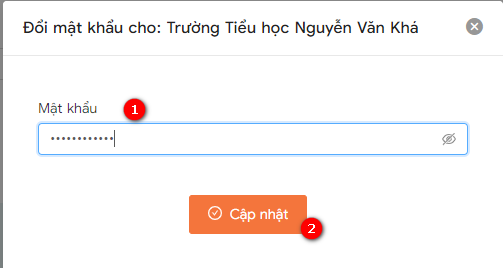 Đổi mật khẩu cho: Trường Tiểu học Nguyễn Văn Khá
Mật khẩu 1
••••••••••••
Cập nhật
2